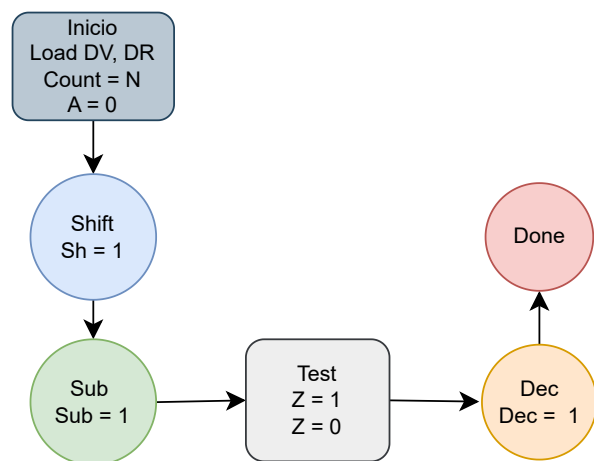 Inicio
Load DV, DR
Count = N
A = 0
Shift
Sh = 1
Done
Sub
Sub = 1
Test
Z = 1
Z = 0
Dec
Dec =  1